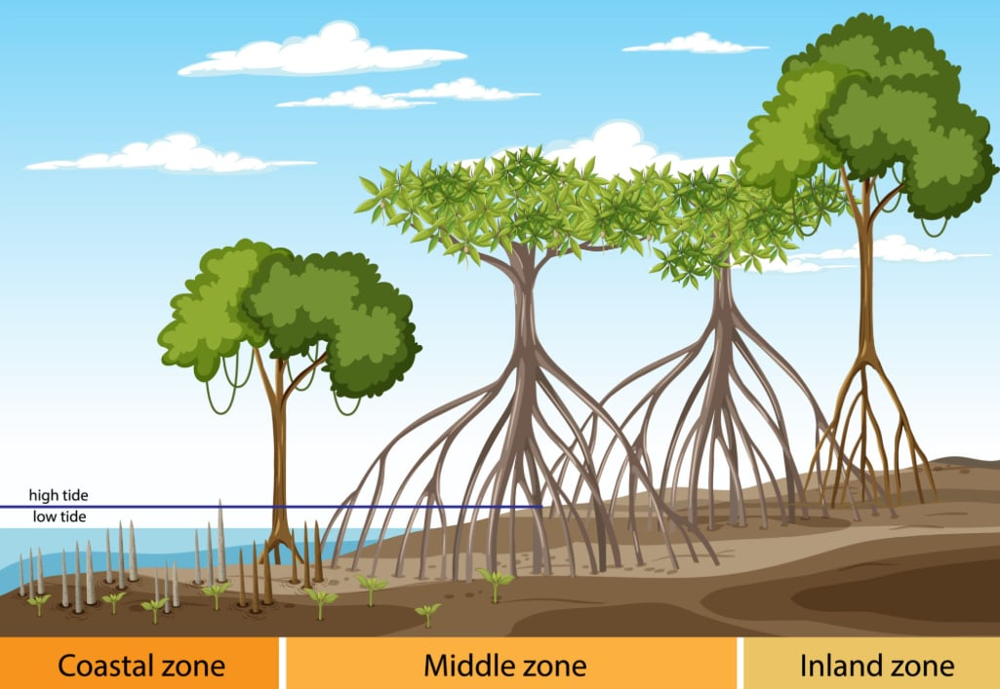 high tide
low tide
Coastal zone
Middle zone
Inland zone